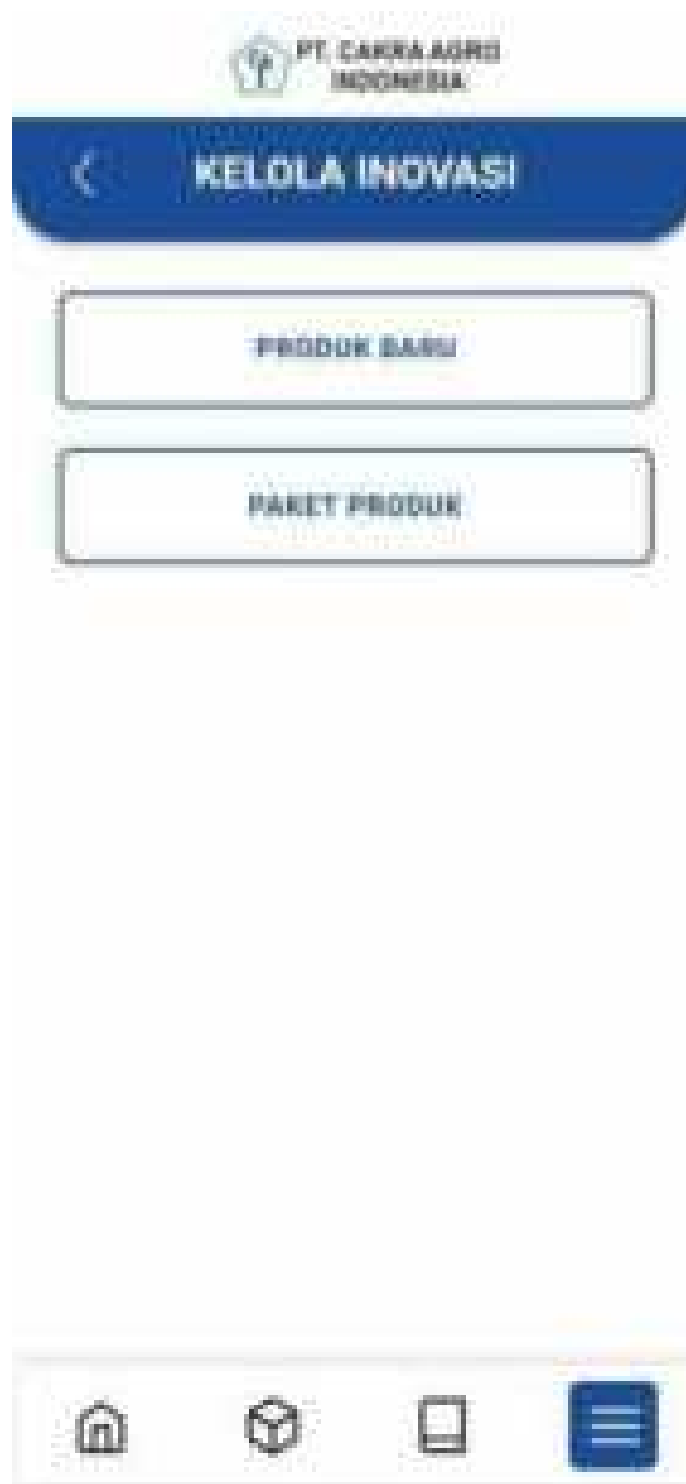 PT. CAKRA AGRO
INDONESIA
KELOLA INOVASI
PRODUK BARU
PAKET PRODUK